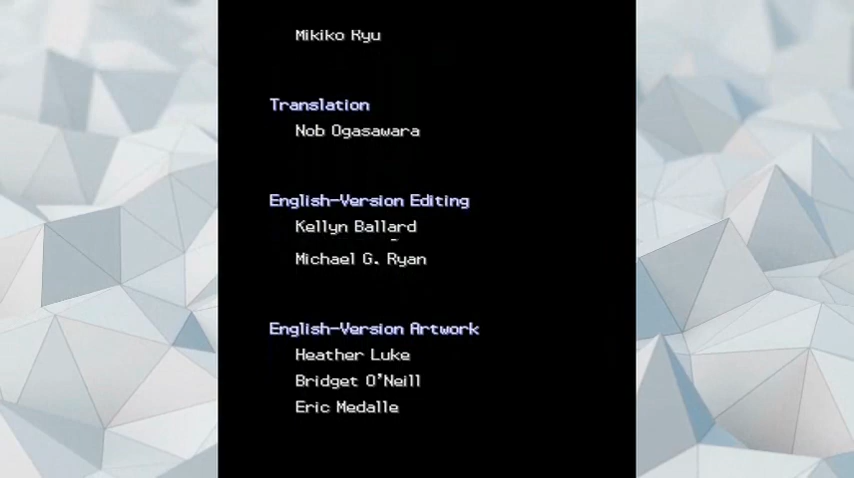 Mikiko Ryu
Translation
Nob Ogasawara
English-Version Editing
Kellyn Ballard
Michael G. Ryan
English-Version Artwork
Heather Luke
Bridget O'Neill
Eric Medalle